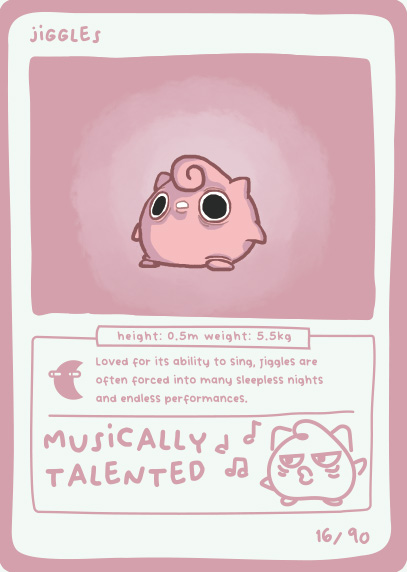 jiGGLEs
height: 0.5m weight: 5.5kg
Loved for its ability to sing, jiggles are
often forced into many sleepless nights
and endless performances.
MUSiCALLY
TALENTED
16/90